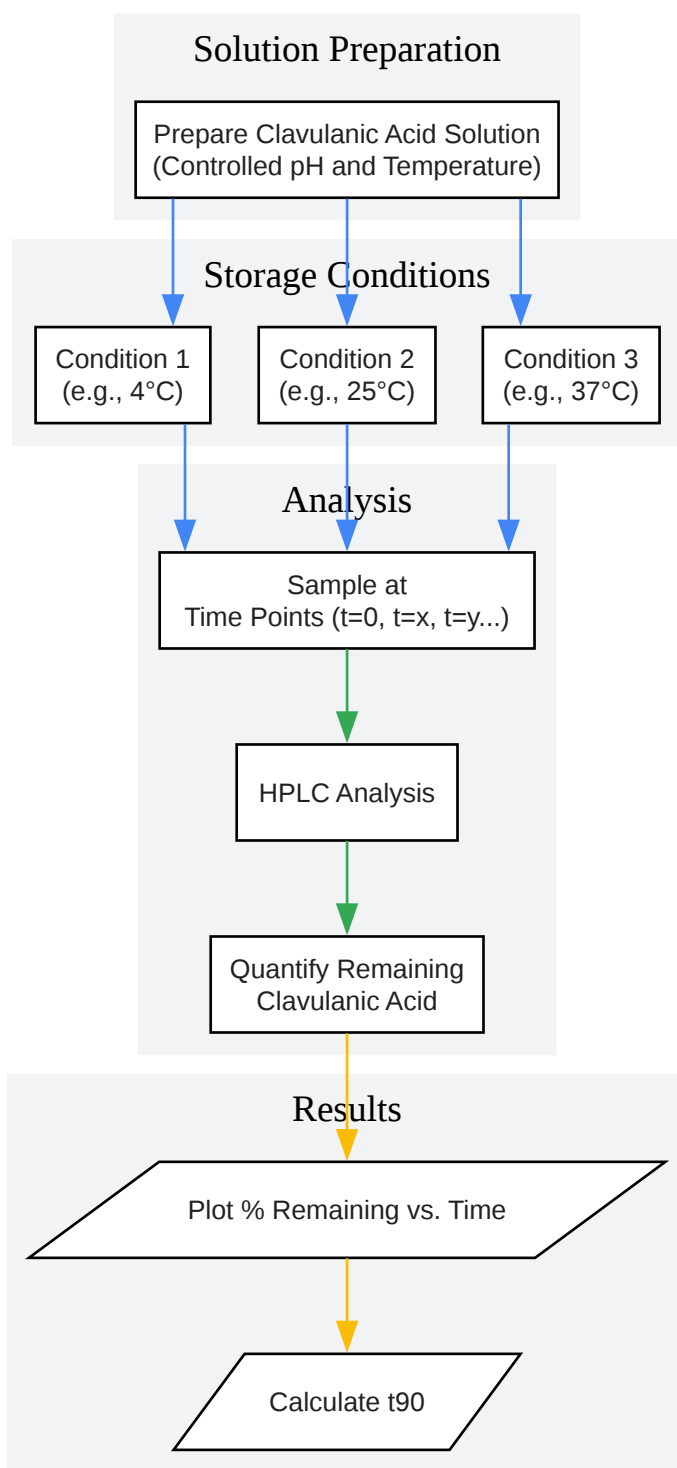 Solution Preparation
Prepare Clavulanic Acid Solution
(Controlled pH and Temperature)
Storage Conditions
Condition 1
(e.g., 4°C)
Condition 2
(e.g., 25°C)
Condition 3
(e.g., 37°C)
Analysis
Sample at
Time Points (t=0, t=x, t=y...)
HPLC Analysis
Quantify Remaining
Clavulanic Acid
Results
Plot % Remaining vs. Time
Calculate t90